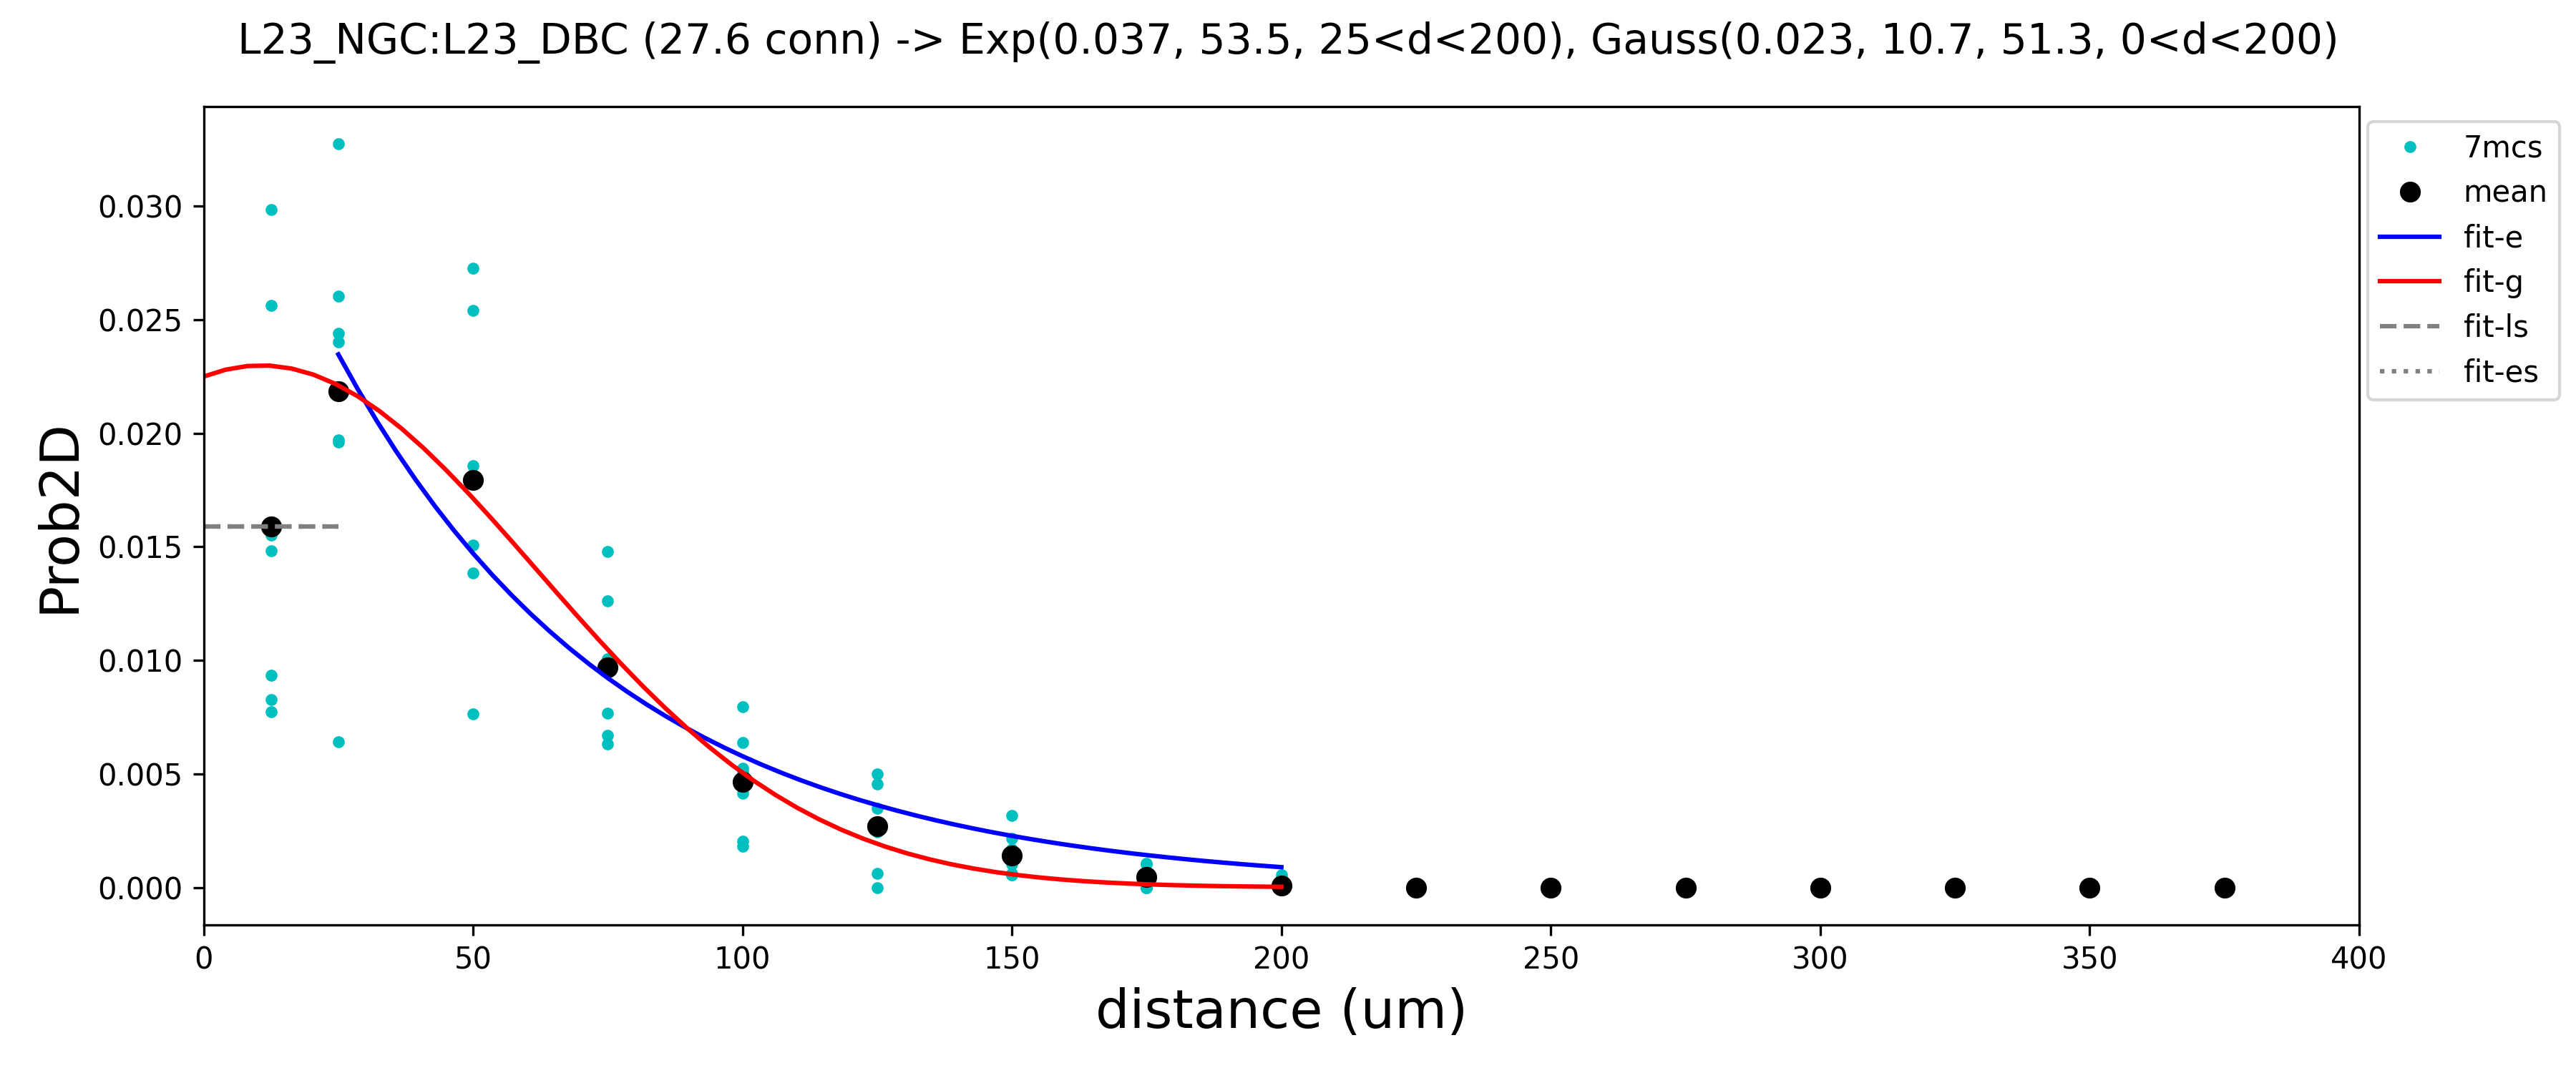 L23_NGC:L23_DBC (27.6 conn) -> Exp(0.037, 53.5, 25<d<200), Gauss(0.023, 10.7, 51.3, 0<d<200)
7mcs
mean
fit-e
fit-g
fit-ls
fit-es
Prob2D
0.030
0.025
0.020
0.015
0.010
0.005
0.000
0 50 100 150 200 250 300 350 400
distance (um)